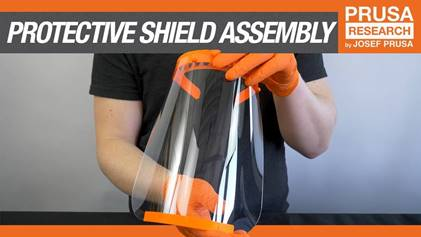 PROTECTIVE SHIELD ASSEMBLY
PRUSA
RESEARCH
by JOSEF PRUSA